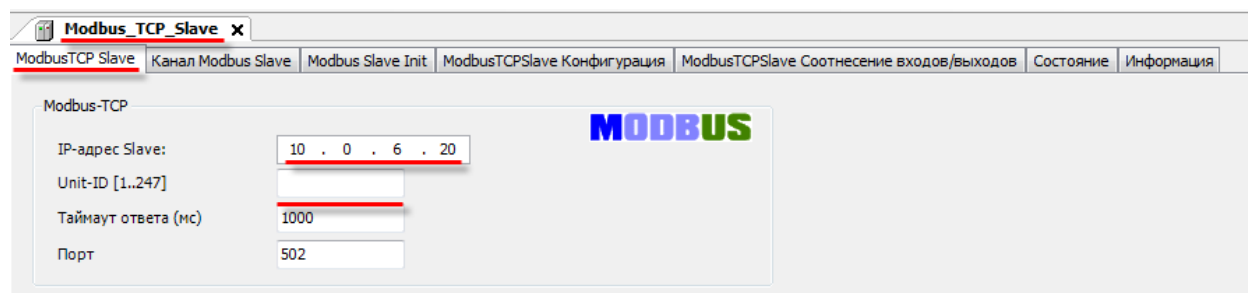 Modbus_TCP_Slave X
ModbusTCP Slave Канал Modbus Slave Modbus Slave Init ModbusTCPSlave Конфигурация ModbusTCPSlave Соотнесение входов/выходов Состояние Информация
Modbus-TCP
MODBUS
IP-адрес Slave: 10 . 0 . 6 . 20
Unit-ID [1..247]
Таймаут ответа (мс) 1000
Порт 502